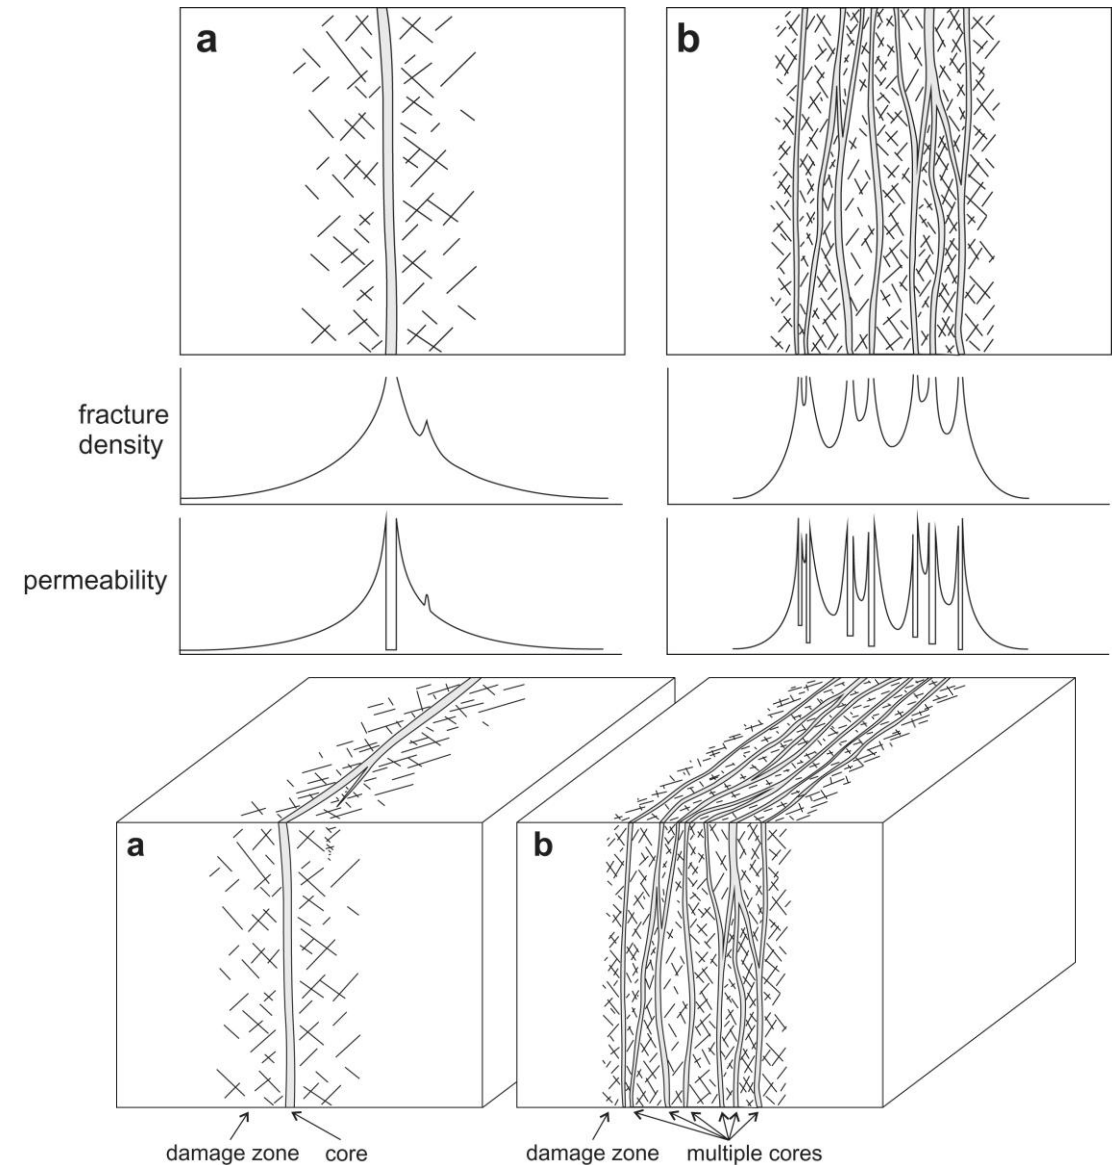 a
b
fracture
density
permeability
a
b
damage zone
core
damage zone
multiple cores